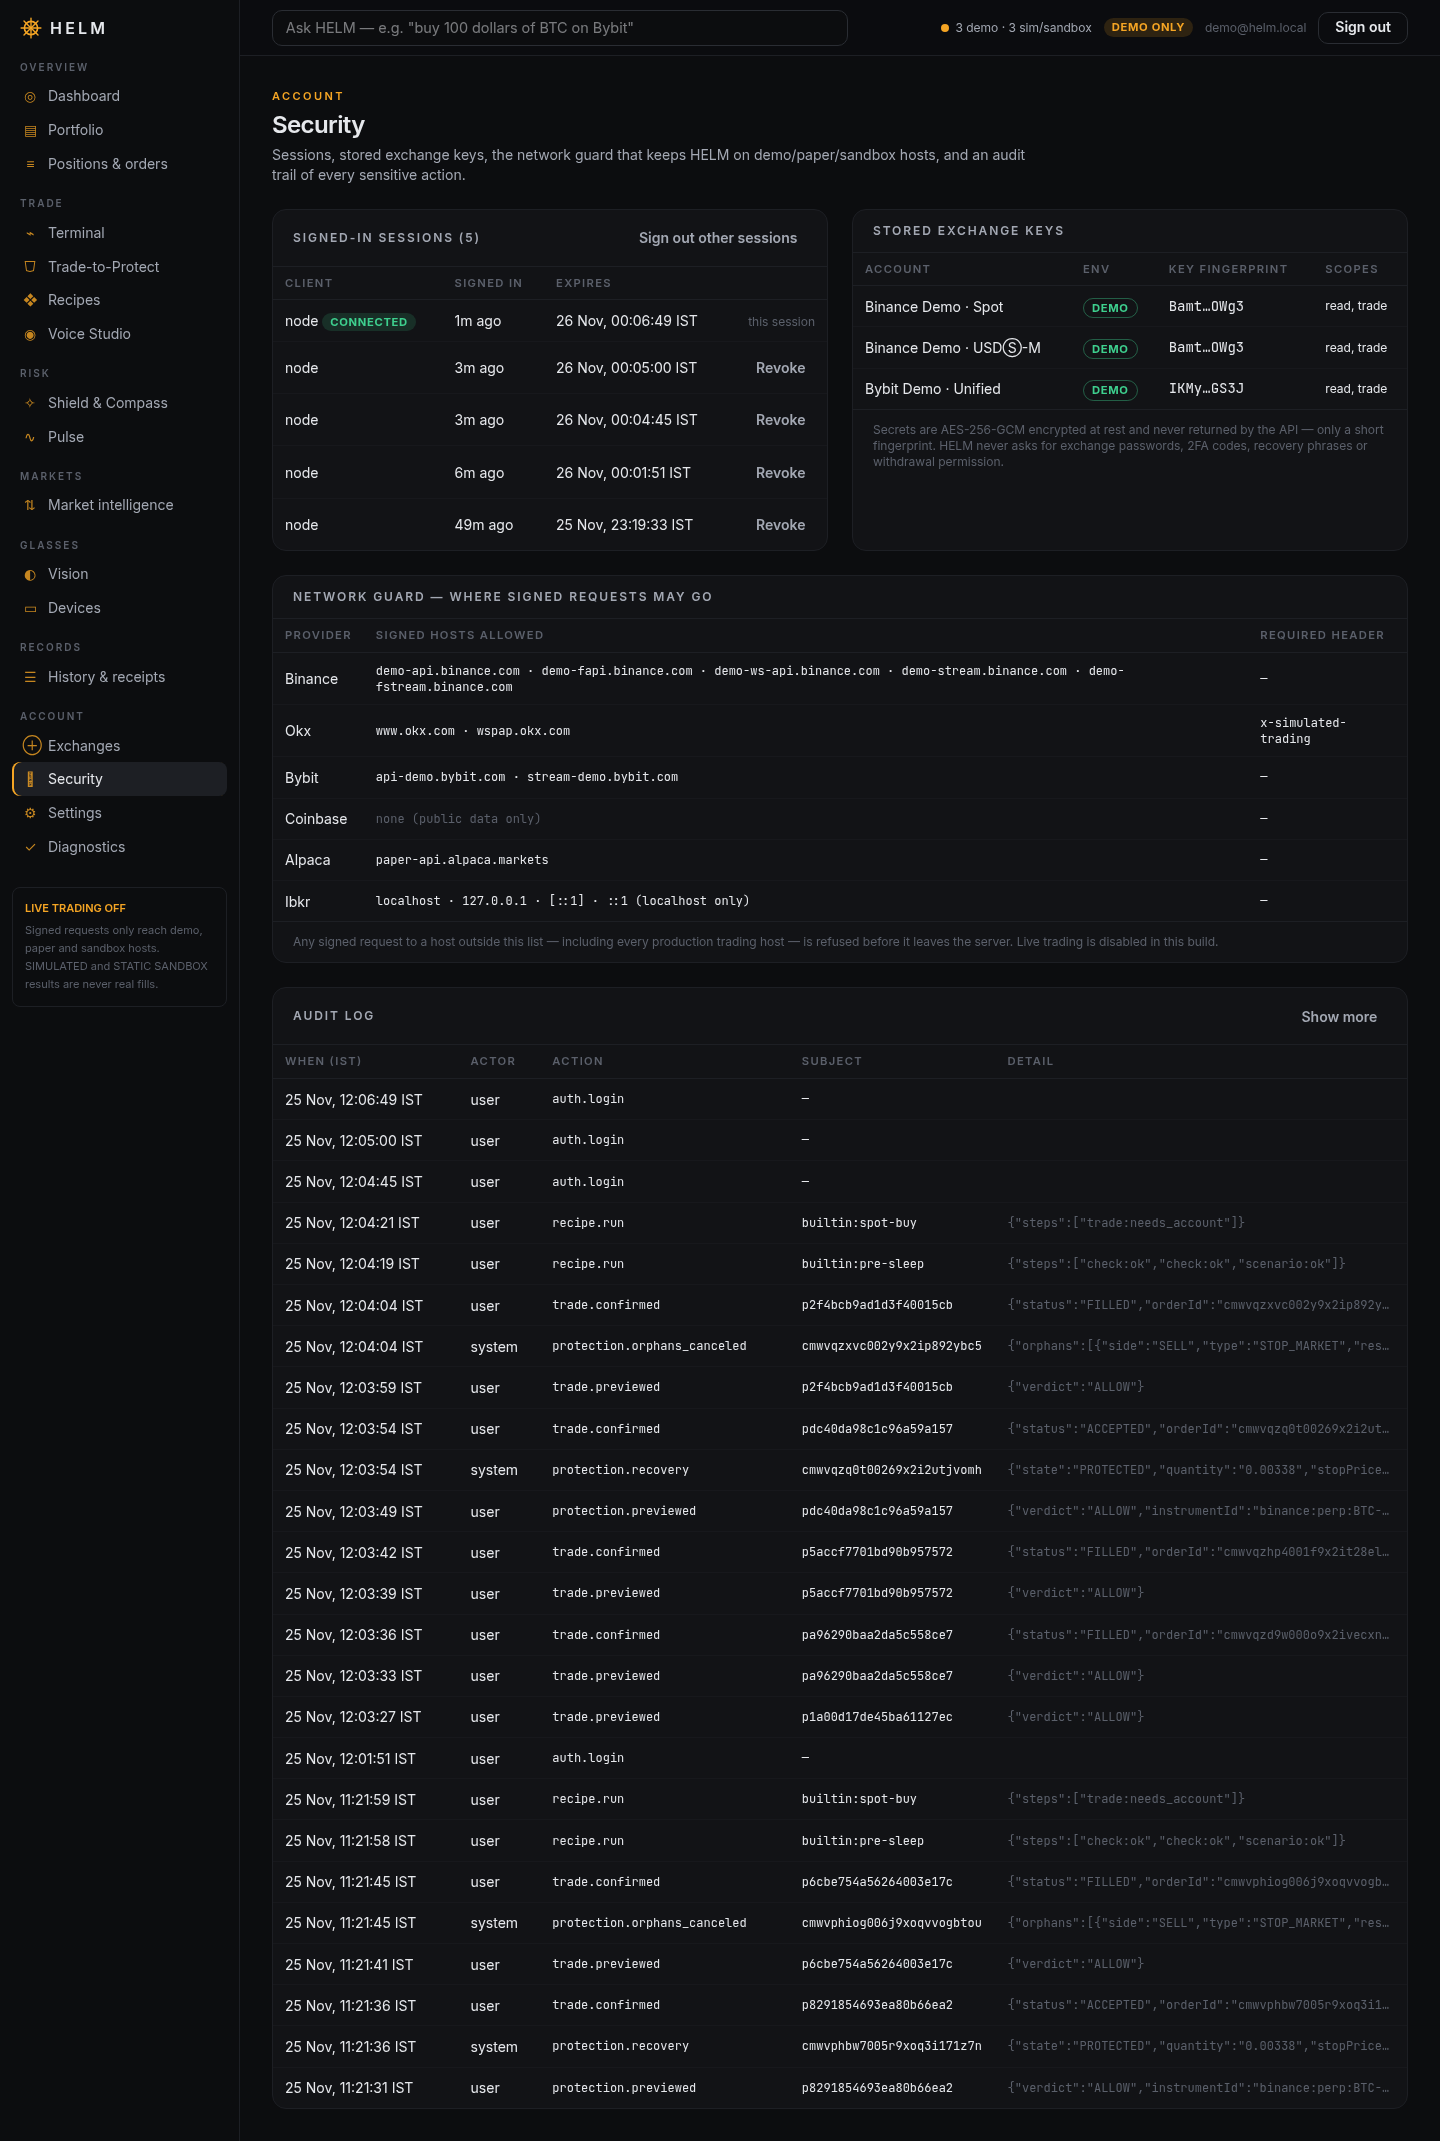 HELM
OVERVIEW
Dashboard
Portfolio
Positions & orders
TRADE
Terminal
Trade-to-Protect
Recipes
Voice Studio
RISK
Shield & Compass
Pulse
MARKETS
Market intelligence
GLASSES
Vision
Devices
RECORDS
History & receipts
ACCOUNT
Exchanges
Security
Settings
Diagnostics
LIVE TRADING OFF
Signed requests only reach demo,
paper and sandbox hosts.
SIMULATED and STATIC SANDBOX
results are never real fills.
Ask HELM — e.g. "buy 100 dollars of BTC on Bybit"
3 demo · 3 sim/sandbox DEMO ONLY demo@helm.local Sign out
ACCOUNT
Security
Sessions, stored exchange keys, the network guard that keeps HELM on demo/paper/sandbox hosts, and an audit
trail of every sensitive action.
SIGNED-IN SESSIONS (5) Sign out other sessions
CLIENT SIGNED IN EXPIRES
node CONNECTED 1m ago 26 Nov, 00:06:49 IST this session
node 3m ago 26 Nov, 00:05:00 IST Revoke
node 3m ago 26 Nov, 00:04:45 IST Revoke
node 6m ago 26 Nov, 00:01:51 IST Revoke
node 49m ago 25 Nov, 23:19:33 IST Revoke
STORED EXCHANGE KEYS
ACCOUNT ENV KEY FINGERPRINT SCOPES
Binance Demo · Spot DEMO Bamt…OWg3 read, trade
Binance Demo · USDⓈ-M DEMO Bamt…OWg3 read, trade
Bybit Demo · Unified DEMO IKMy…GS3J read, trade
Secrets are AES-256-GCM encrypted at rest and never returned by the API — only a short
fingerprint. HELM never asks for exchange passwords, 2FA codes, recovery phrases or
withdrawal permission.
NETWORK GUARD — WHERE SIGNED REQUESTS MAY GO
PROVIDER SIGNED HOSTS ALLOWED REQUIRED HEADER
Binance demo-api.binance.com · demo-fapi.binance.com · demo-ws-api.binance.com · demo-stream.binance.com · demo-
fstream.binance.com —
Okx www.okx.com · wspap.okx.com x-simulated-
trading
Bybit api-demo.bybit.com · stream-demo.bybit.com —
Coinbase none (public data only) —
Alpaca paper-api.alpaca.markets —
Ibkr localhost · 127.0.0.1 · [::1] · ::1 (localhost only) —
Any signed request to a host outside this list — including every production trading host — is refused before it leaves the server. Live trading is disabled in this build.
AUDIT LOG Show more
WHEN (IST) ACTOR ACTION SUBJECT DETAIL
25 Nov, 12:06:49 IST user auth.login —
25 Nov, 12:05:00 IST user auth.login —
25 Nov, 12:04:45 IST user auth.login —
25 Nov, 12:04:21 IST user recipe.run builtin:spot-buy {"steps":["trade:needs_account"]}
25 Nov, 12:04:19 IST user recipe.run builtin:pre-sleep {"steps":["check:ok","check:ok","scenario:ok"]}
25 Nov, 12:04:04 IST user trade.confirmed p2f4bcb9ad1d3f40015cb {"status":"FILLED","orderId":"cmwvqzxvc002y9x2ip892y…
25 Nov, 12:04:04 IST system protection.orphans_canceled cmwvqzxvc002y9x2ip892ybc5 {"orphans":[{"side":"SELL","type":"STOP_MARKET","res…
25 Nov, 12:03:59 IST user trade.previewed p2f4bcb9ad1d3f40015cb {"verdict":"ALLOW"}
25 Nov, 12:03:54 IST user trade.confirmed pdc40da98c1c96a59a157 {"status":"ACCEPTED","orderId":"cmwvqzq0t00269x2i2ut…
25 Nov, 12:03:54 IST system protection.recovery cmwvqzq0t00269x2i2utjvomh {"state":"PROTECTED","quantity":"0.00338","stopPrice…
25 Nov, 12:03:49 IST user protection.previewed pdc40da98c1c96a59a157 {"verdict":"ALLOW","instrumentId":"binance:perp:BTC-…
25 Nov, 12:03:42 IST user trade.confirmed p5accf7701bd90b957572 {"status":"FILLED","orderId":"cmwvqzhp4001f9x2it28el…
25 Nov, 12:03:39 IST user trade.previewed p5accf7701bd90b957572 {"verdict":"ALLOW"}
25 Nov, 12:03:36 IST user trade.confirmed pa96290baa2da5c558ce7 {"status":"FILLED","orderId":"cmwvqzd9w000o9x2ivecxn…
25 Nov, 12:03:33 IST user trade.previewed pa96290baa2da5c558ce7 {"verdict":"ALLOW"}
25 Nov, 12:03:27 IST user trade.previewed p1a00d17de45ba61127ec {"verdict":"ALLOW"}
25 Nov, 12:01:51 IST user auth.login —
25 Nov, 11:21:59 IST user recipe.run builtin:spot-buy {"steps":["trade:needs_account"]}
25 Nov, 11:21:58 IST user recipe.run builtin:pre-sleep {"steps":["check:ok","check:ok","scenario:ok"]}
25 Nov, 11:21:45 IST user trade.confirmed p6cbe754a56264003e17c {"status":"FILLED","orderId":"cmwvphiog006j9xoqvvogb…
25 Nov, 11:21:45 IST system protection.orphans_canceled cmwvphiog006j9xoqvvogbtou {"orphans":[{"side":"SELL","type":"STOP_MARKET","res…
25 Nov, 11:21:41 IST user trade.previewed p6cbe754a56264003e17c {"verdict":"ALLOW"}
25 Nov, 11:21:36 IST user trade.confirmed p8291854693ea80b66ea2 {"status":"ACCEPTED","orderId":"cmwvphbw7005r9xoq3i1…
25 Nov, 11:21:36 IST system protection.recovery cmwvphbw7005r9xoq3i171z7n {"state":"PROTECTED","quantity":"0.00338","stopPrice…
25 Nov, 11:21:31 IST user protection.previewed p8291854693ea80b66ea2 {"verdict":"ALLOW","instrumentId":"binance:perp:BTC-…